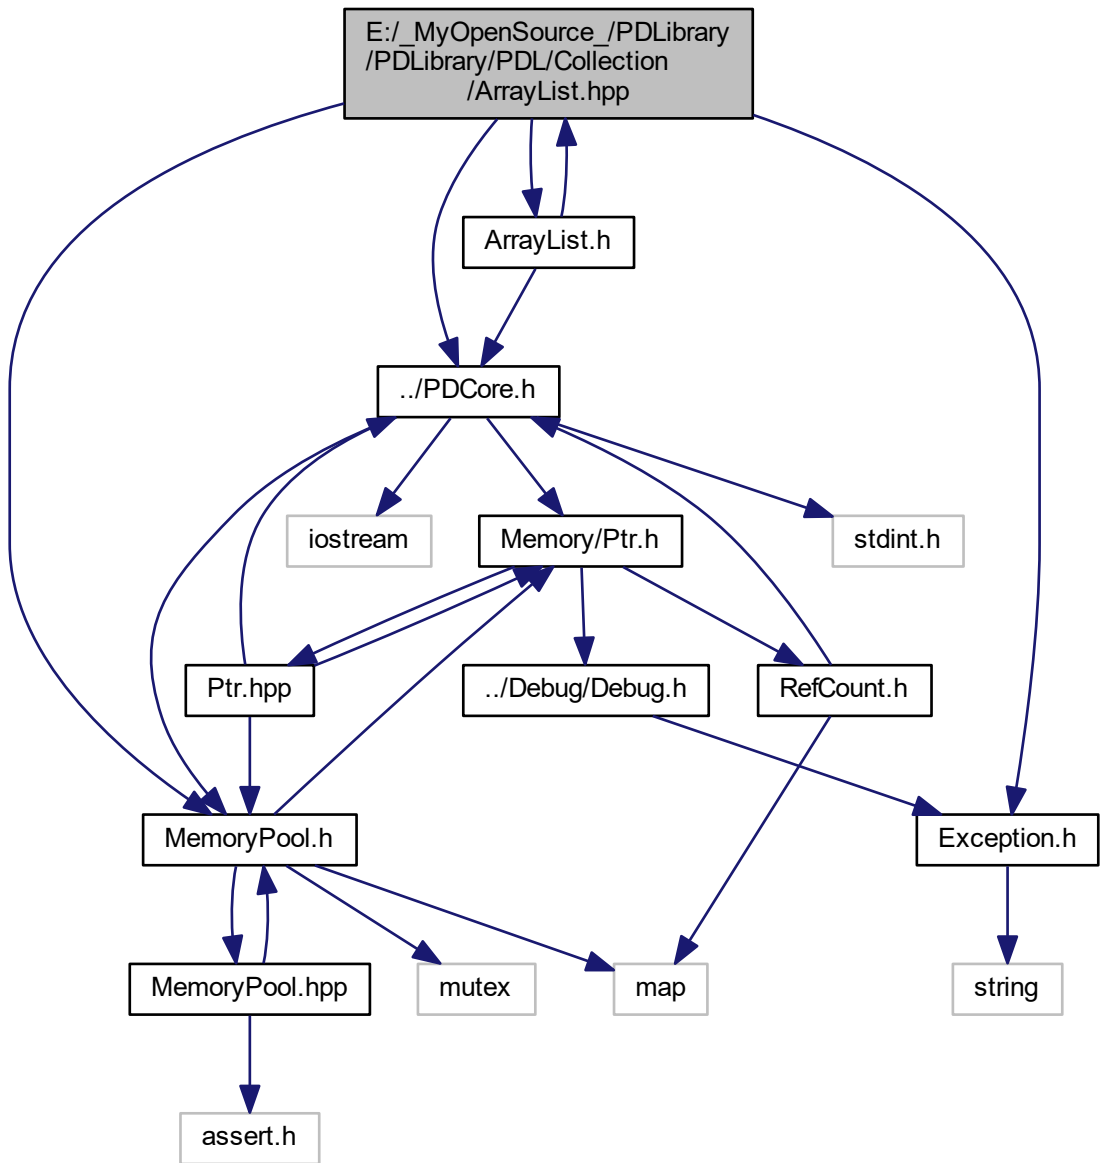 E:/_MyOpenSource_/PDLibrary
/PDLibrary/PDL/Collection
/ArrayList.hpp
ArrayList.h
../PDCore.h
iostream
Memory/Ptr.h
stdint.h
Ptr.hpp
../Debug/Debug.h
RefCount.h
MemoryPool.h
Exception.h
MemoryPool.hpp
mutex
map
string
assert.h